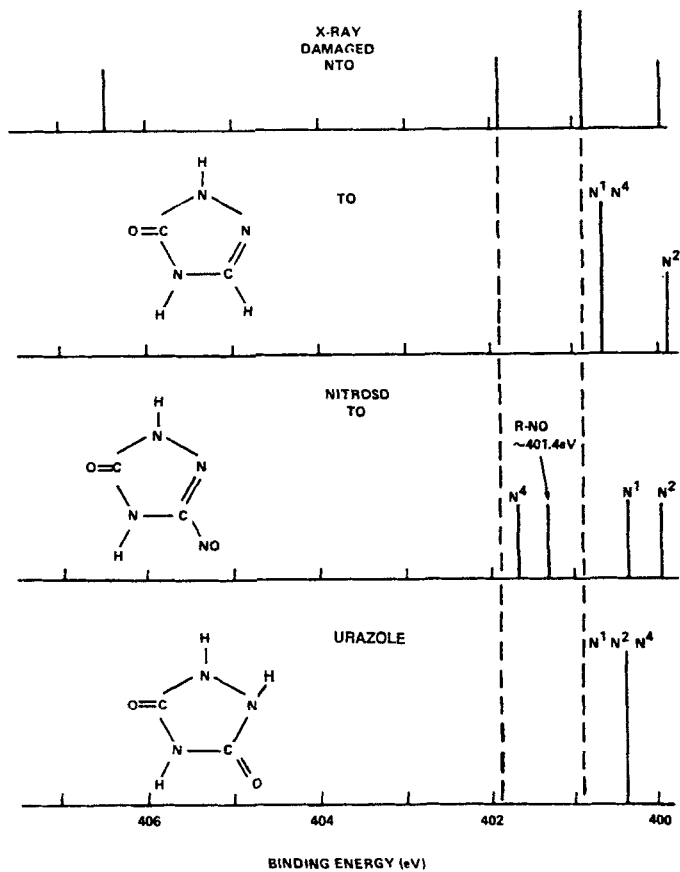 X-RAY
DAMAGED
NTO
TO
H
N
O=C
N
N
C
H
H
N¹ N⁴
N²
NITROSO
TO
H
N
O=C
N
N
C
H
NO
R-NO
~401.4eV
N⁴
N¹
N²
URAZOLE
H
N
H
O=C
N
N
C
H
O
N¹ N² N⁴
406
404
402
400
BINDING ENERGY (eV)